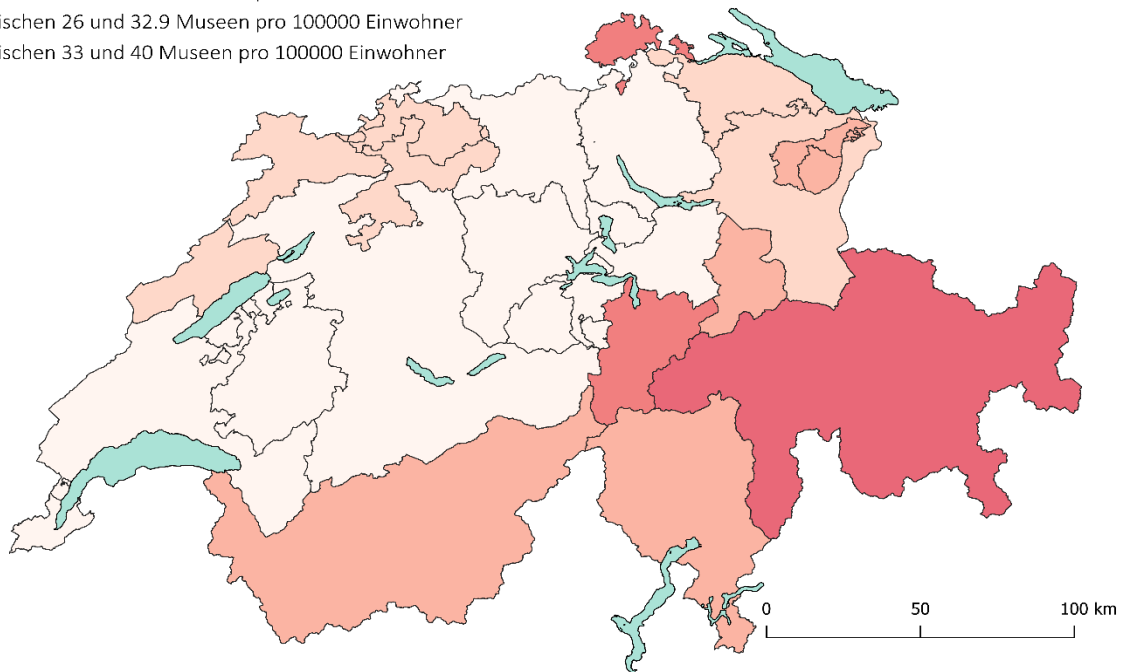 ischen 26 und 32.9 Museen pro 100000 Einwohner
ischen 33 und 40 Museen pro 100000 Einwohner
0 50 100 km